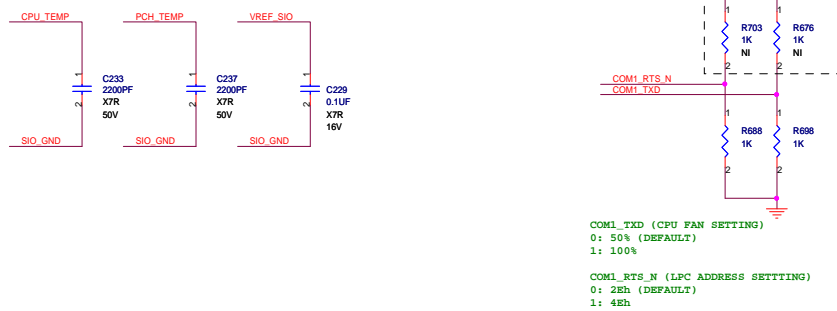 CPU_TEMP
PCH_TEMP
VREF_SIO
1
1
1
C233
2200PF
X7R
50V
C237
2200PF
X7R
50V
C229
0.1UF
X7R
16V
2
2
2
SIO_GND
SIO_GND
SIO_GND
1
1
R703
1K
NI
R676
1K
NI
2
2
COM1_RTS_N
COM1_TXD
1
1
R688
1K
R698
1K
2
2
COM1_TXD (CPU FAN SETTING)
0: 50% (DEFAULT)
1: 100%
COM1_RTS_N (LPC ADDRESS SETTTING)
0: 2Eh (DEFAULT)
1: 4Eh